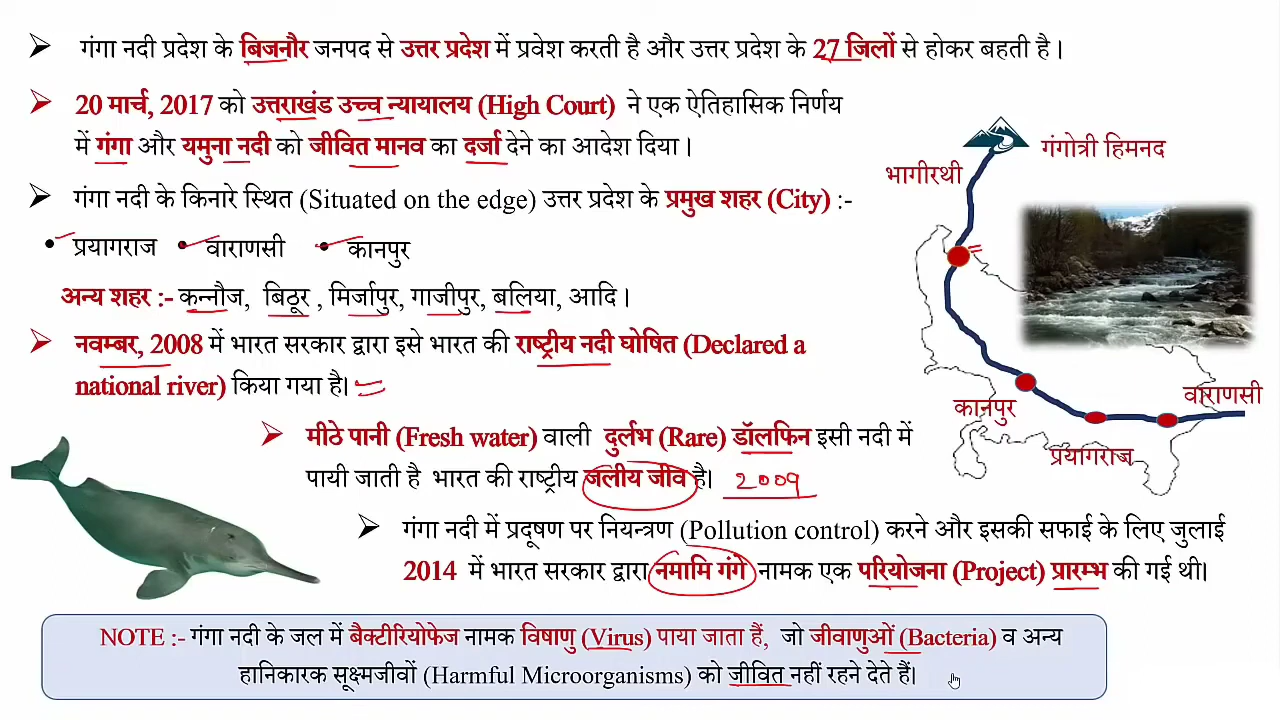 गंगा नदी प्रदेश के बिजनौर जनपद से उत्तर प्रदेश में प्रवेश करती है और उत्तर प्रदेश के 27 जिलों से होकर बहती है।
20 मार्च, 2017 को उत्तराखंड उच्च न्यायालय (High Court) ने एक ऐतिहासिक निर्णय
में गंगा और यमुना नदी को जीवित मानव का दर्जा देने का आदेश दिया।
गंगा नदी के किनारे स्थित (Situated on the edge) उत्तर प्रदेश के प्रमुख शहर (City) :-
• प्रयागराज • वाराणसी • कानपुर
अन्य शहर :- कन्नौज, बिठूर , मिर्जापुर, गाजीपुर, बलिया, आदि।
नवम्बर, 2008 में भारत सरकार द्वारा इसे भारत की राष्ट्रीय नदी घोषित (Declared a
national river) किया गया है।
मीठे पानी (Fresh water) वाली दुर्लभ (Rare) डॉलफिन इसी नदी में
पायी जाती है भारत की राष्ट्रीय जलीय जीव है। 2009
गंगा नदी में प्रदूषण पर नियन्त्रण (Pollution control) करने और इसकी सफाई के लिए जुलाई
2014 में भारत सरकार द्वारा नमामि गंगे नामक एक परियोजना (Project) प्रारम्भ की गई थी।
NOTE :- गंगा नदी के जल में बैक्टीरियोफेज नामक विषाणु (Virus) पाया जाता हैं, जो जीवाणुओं (Bacteria) व अन्य
हानिकारक सूक्ष्मजीवों (Harmful Microorganisms) को जीवित नहीं रहने देते हैं।
गंगोत्री हिमनद
भागीरथी
कानपुर
प्रयागराज
वाराणसी